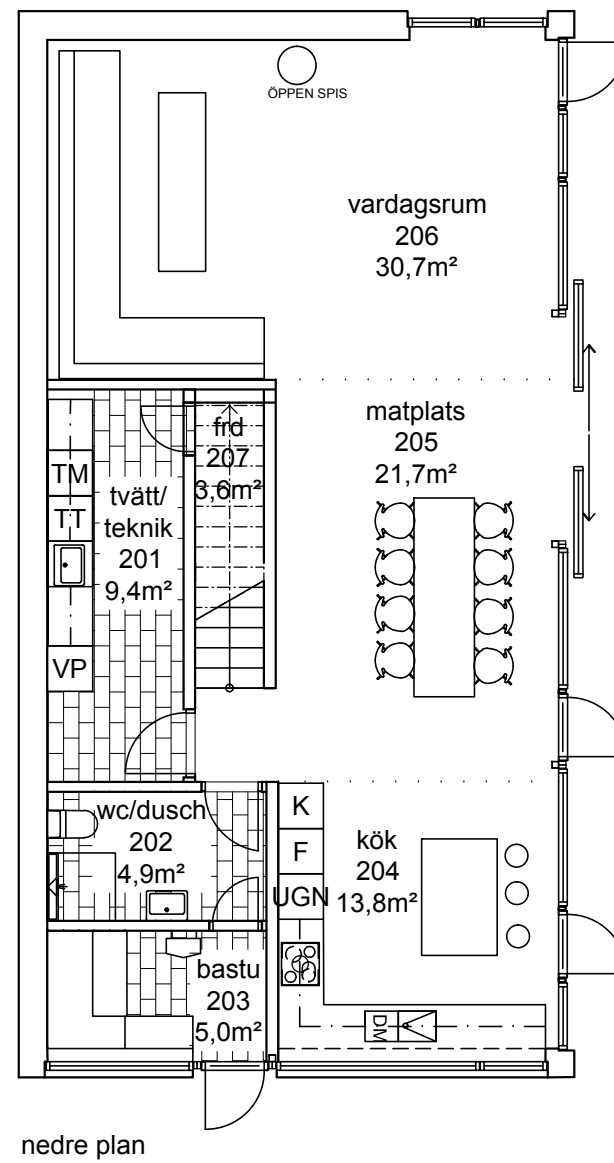 ÖPPEN SPIS
vardagsrum
206
30,7m²
matplats
205
21,7m²
frd
207
3,6m²
TM
TT
tvätt/
teknik
201
9,4m²
VP
wc/dusch
202
4,9m²
K
F
UGN
kök
204
13,8m²
bastu
203
5,0m²
DM
nedre plan